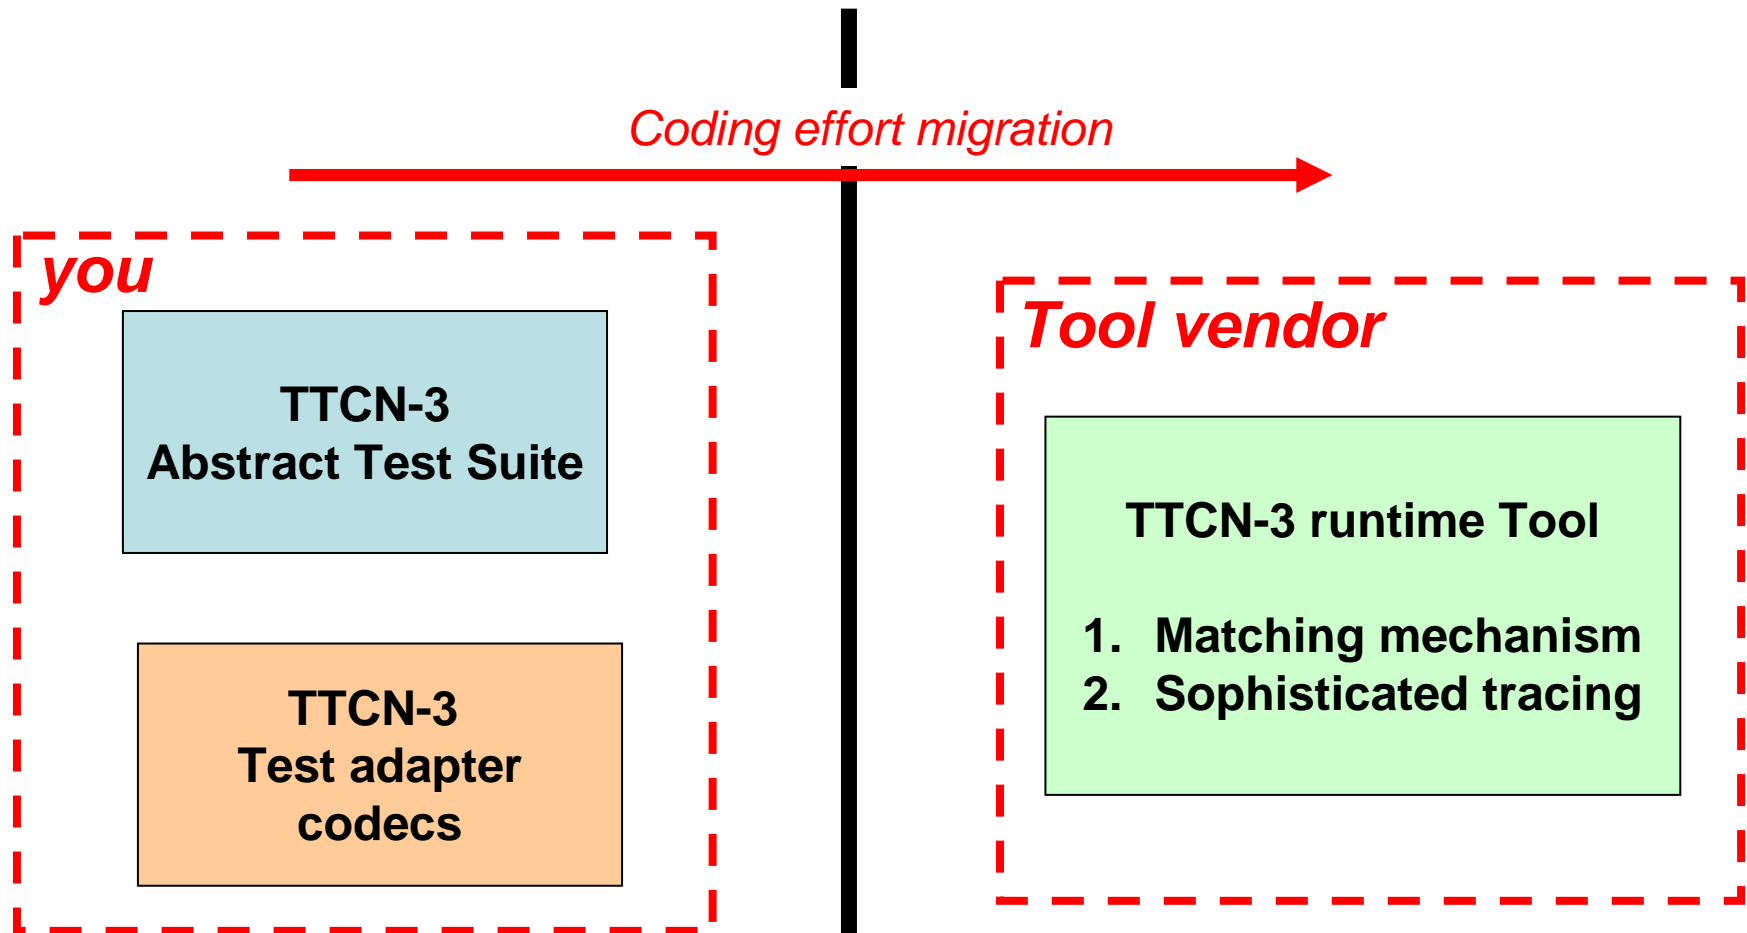 Coding effort migration
you
TTCN-3
Abstract Test Suite
TTCN-3
Test adapter
codecs
Tool vendor
TTCN-3 runtime Tool
1. Matching mechanism
2. Sophisticated tracing